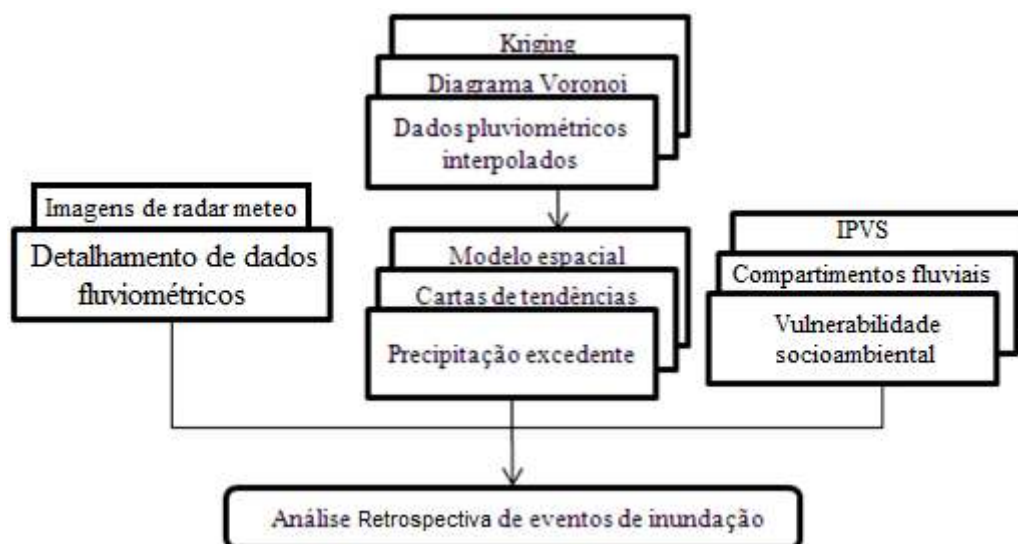 Kriging
Diagrama Voronoi
Dados pluviométricos
interpolados
Imagens de radar meteo
Detalhamento de dados
fluviométricos
Modelo espacial
Cartas de tendências
Precipitação excedente
IPVS
Compartimentos fluviais
Vulnerabilidade
socioambiental
Análise Retrospectiva de eventos de inundação